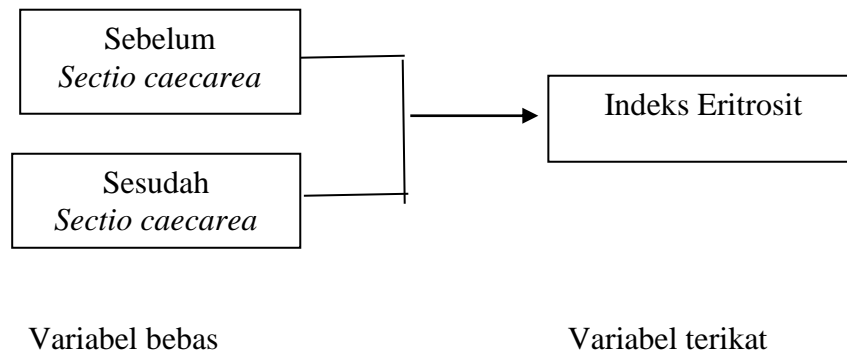 Sebelum
Sectio caecarea
Indeks Eritrosit
Sesudah
Sectio caecarea
Variabel bebas
Variabel terikat